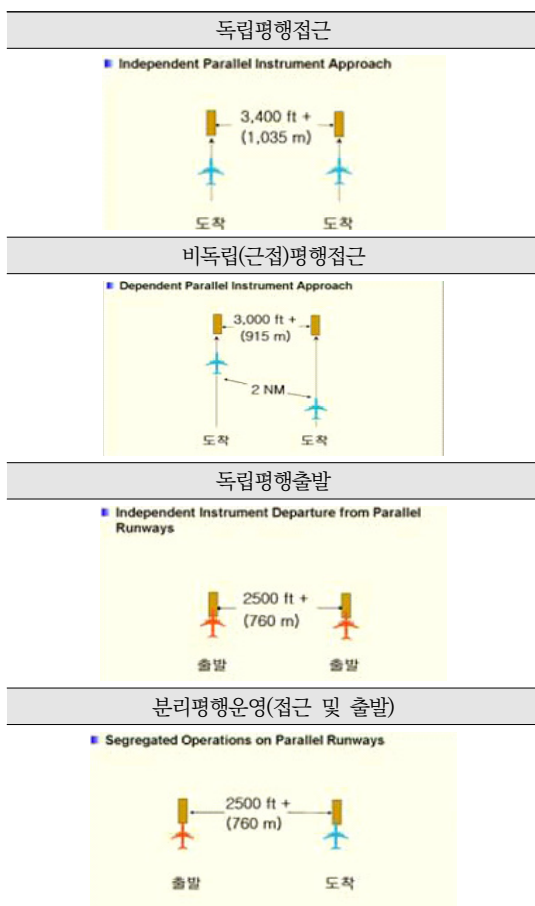 독립평행접근
Independent Parallel Instrument Approach
3,400 ft +
(1,035 m)
도착 도착
비독립(근접)평행접근
Dependent Parallel Instrument Approach
3,000 ft +
(915 m)
2 NM
도착 도착
독립평행출발
Independent Instrument Departure from Parallel
Runways
2500 ft +
(760 m)
출발 출발
분리평행운영(접근 및 출발)
Segregated Operations on Parallel Runways
2500 ft +
(760 m)
출발 도착